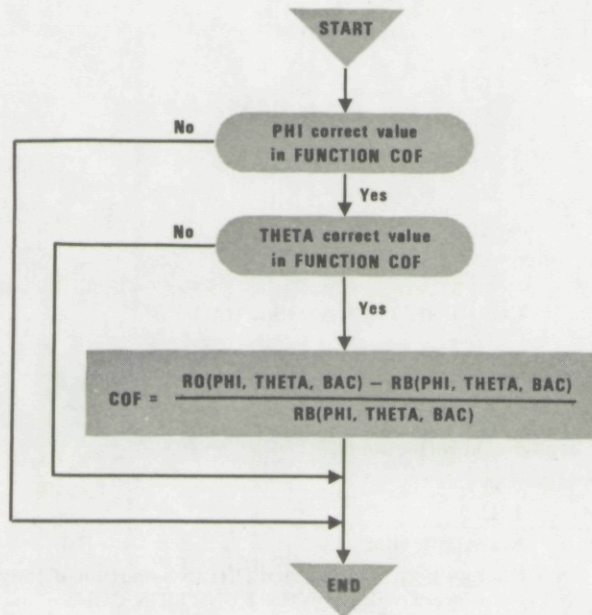 START
No
PHI correct value
in FUNCTION COF
Yes
No
THETA correct value
in FUNCTION COF
Yes
COF = RO(PHI, THETA, BAC) – RB(PHI, THETA, BAC)
RB(PHI, THETA, BAC)
END